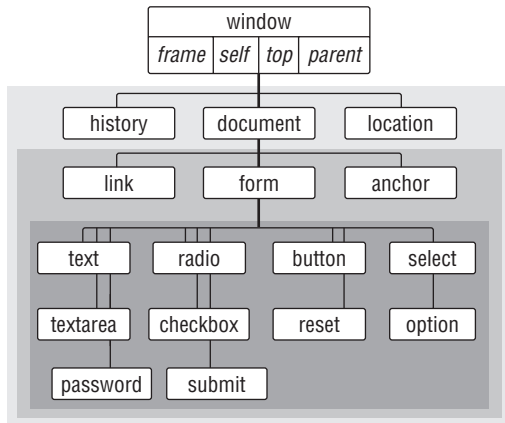 window
frame self top parent
history document location
link form anchor
text radio button select
textarea checkbox reset option
password submit